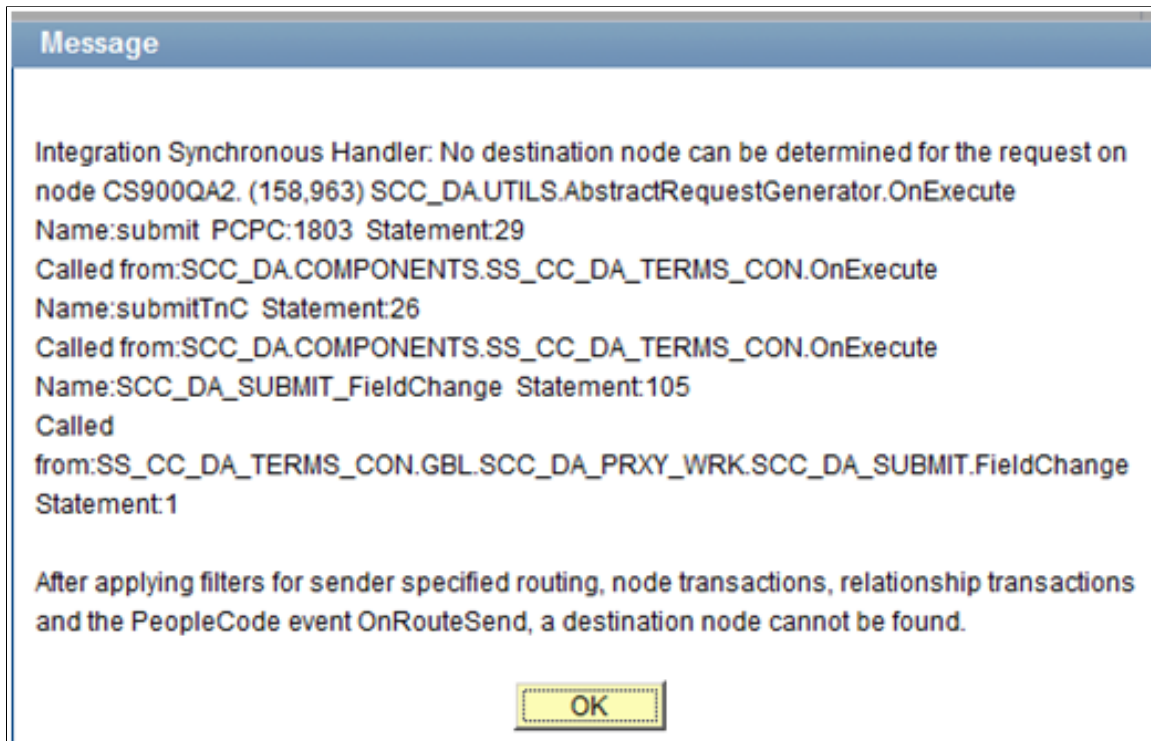 Message
Integration Synchronous Handler: No destination node can be determined for the request on
node CS900QA2. (158,963) SCC_DA.UTILS.AbstractRequestGenerator.OnExecute
Name:submit  PCPC:1803  Statement:29
Called from:SCC_DA.COMPONENTS.SS_CC_DA_TERMS_CON.OnExecute
Name:submitTnC  Statement:26
Called from:SCC_DA.COMPONENTS.SS_CC_DA_TERMS_CON.OnExecute
Name:SCC_DA_SUBMIT_FieldChange  Statement:105
Called
from:SS_CC_DA_TERMS_CON.GBL.SCC_DA_PRXY_WRK.SCC_DA_SUBMIT.FieldChange
Statement:1
After applying filters for sender specified routing, node transactions, relationship transactions
and the PeopleCode event OnRouteSend, a destination node cannot be found.
OK